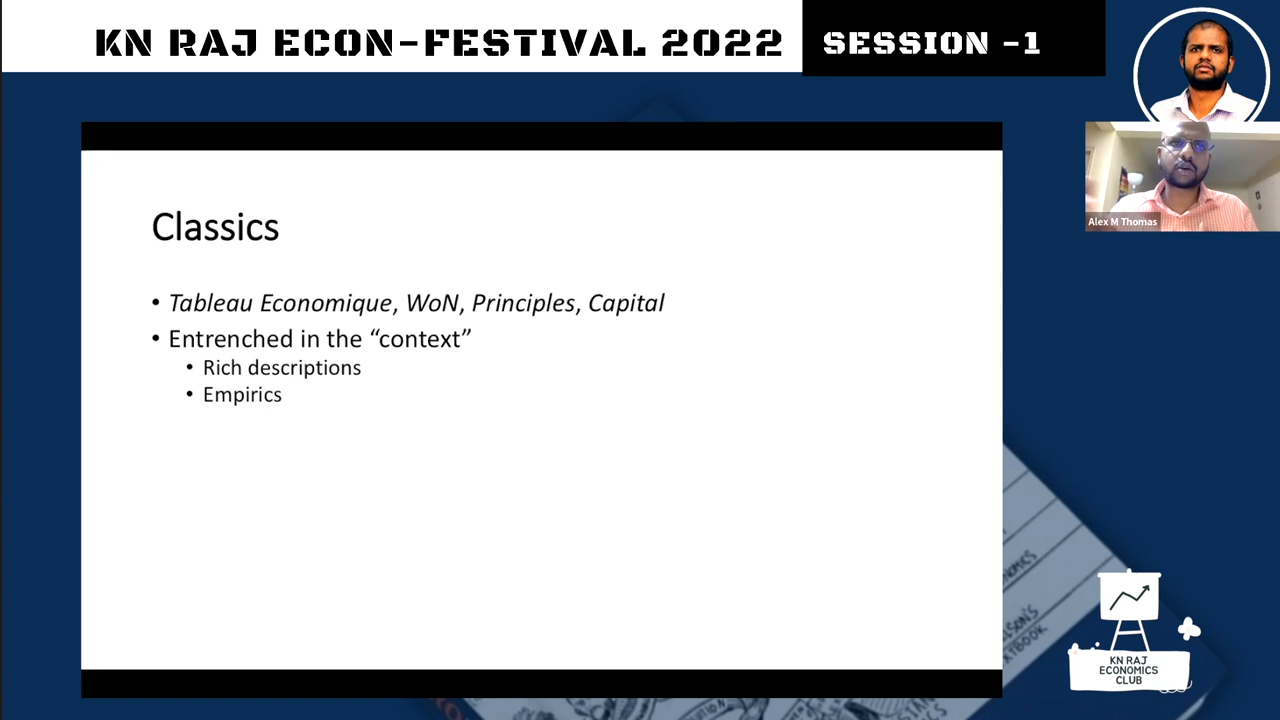 KN RAJ ECON-FESTIVAL 2022
SESSION -1
Alex M Thomas
Classics
• Tableau Economique, WoN, Principles, Capital
• Entrenched in the “context”
• Rich descriptions
• Empirics
KN RAJ
ECONOMICS
CLUB